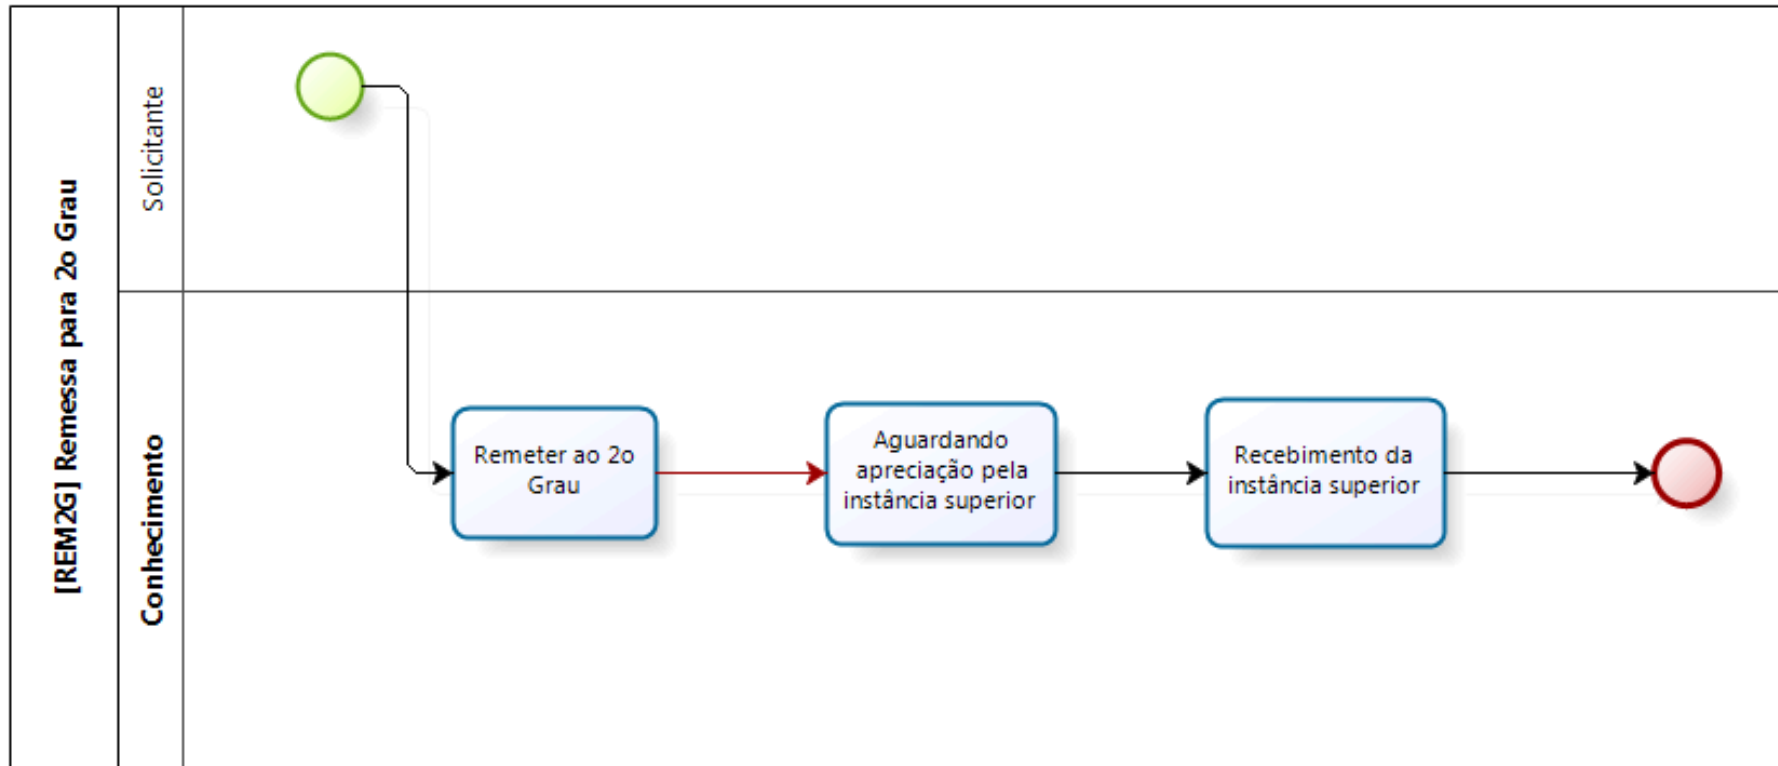 [REM2G] Remessa para 2o Grau
Solicitante
Conhecimento
Remeter ao 2o
Grau
Aguardando
apreciação pela
instância superior
Recebimento da
instância superior